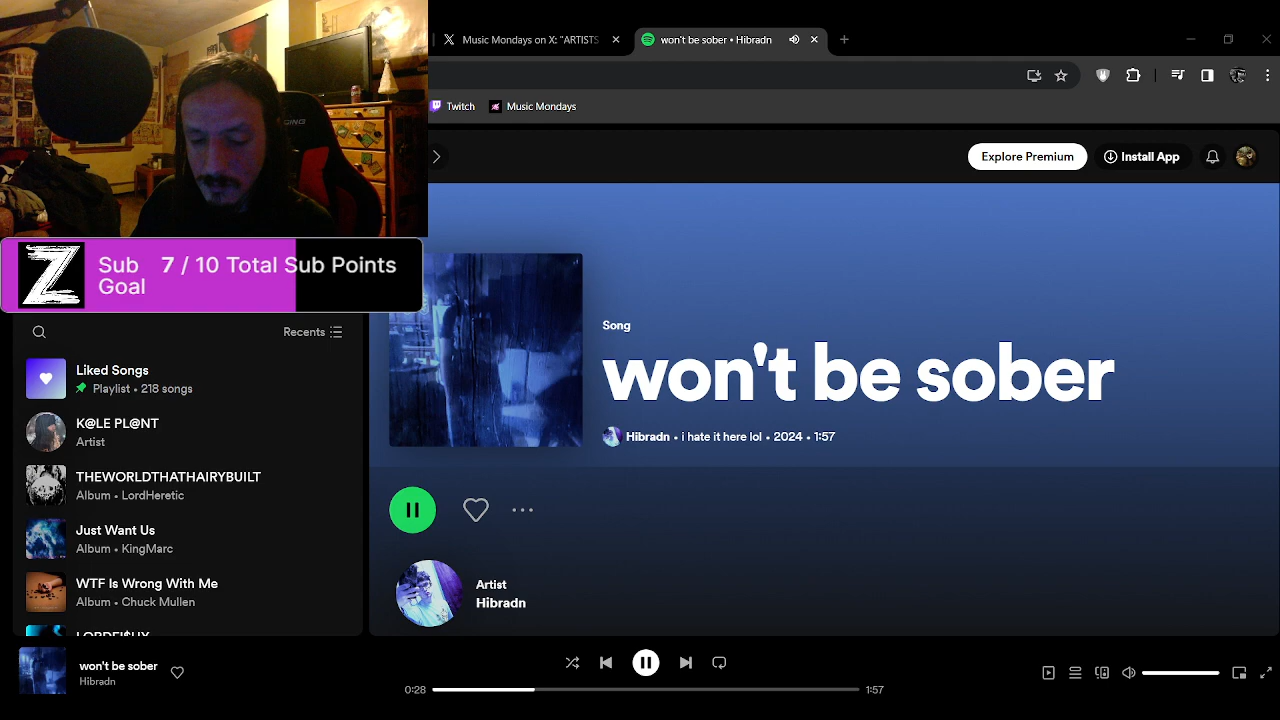 Music Mondays on X: "ARTISTS
won't be sober • Hibradn
Twitch
Music Mondays
Explore Premium
Install App
Z
Sub Goal
7 / 10 Total Sub Points
Recents
Liked Songs
Playlist • 218 songs
K@LE PL@NT
Artist
THEWORLDTHATHAIRYBUILT
Album • LordHeretic
Just Want Us
Album • KingMarc
WTF Is Wrong With Me
Album • Chuck Mullen
Song
won't be sober
Hibradn • i hate it here lol • 2024 • 1:57
Artist
Hibradn
won't be sober
Hibradn
0:28
1:57